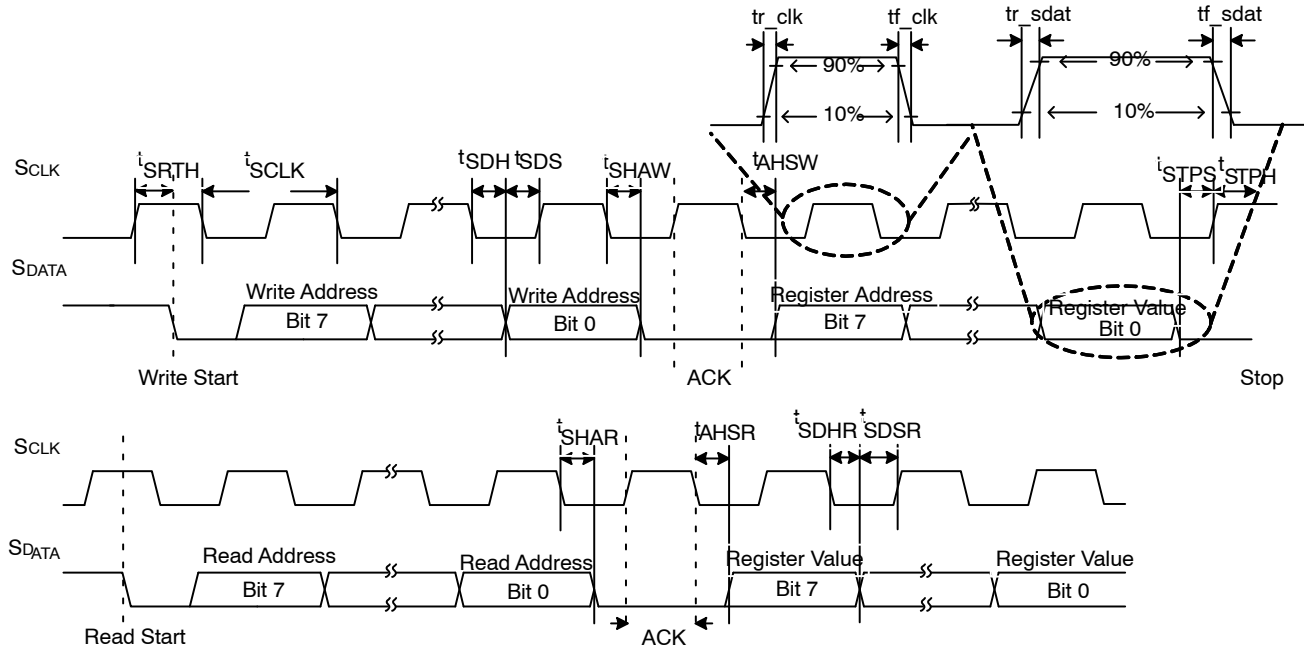 tr_clk tf_clk tr_sdat tf_sdat
90% 90%
10% 10%
SCLK tSRTH tSCLK tSDH tSDS tSHAW tAHSW tSTPS tSTPH
SDATA
Write Address Write Address Register Address Register Value
Bit 7 Bit 0 Bit 7 Bit 0
Write Start ACK Stop
SCLK tSHAR tAHSR tSDHR tSDSR
SDATA
Read Address Read Address Register Value Register Value
Bit 7 Bit 0 Bit 7 Bit 0
Read Start ACK